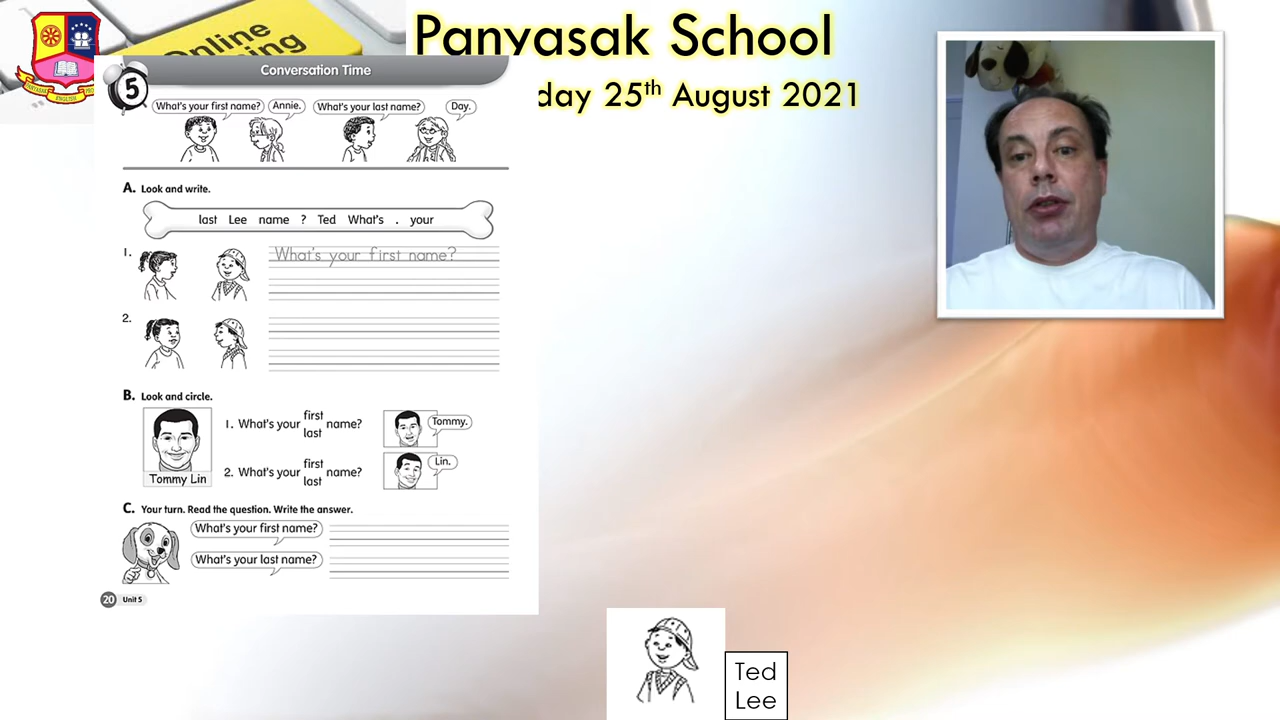 Online
Panyasak School
day 25th August 2021
5
Conversation Time
What's your first name?
Annie.
What's your last name?
Day.
A. Look and write.
last Lee name ? Ted What's . your
1.
What's your first name?
2.
B. Look and circle.
Tommy Lin
1. What's your first last name?
Tommy.
2. What's your first last name?
Lin.
C. Your turn. Read the question. Write the answer.
What's your first name?
What's your last name?
20 Unit 5
Ted
Lee